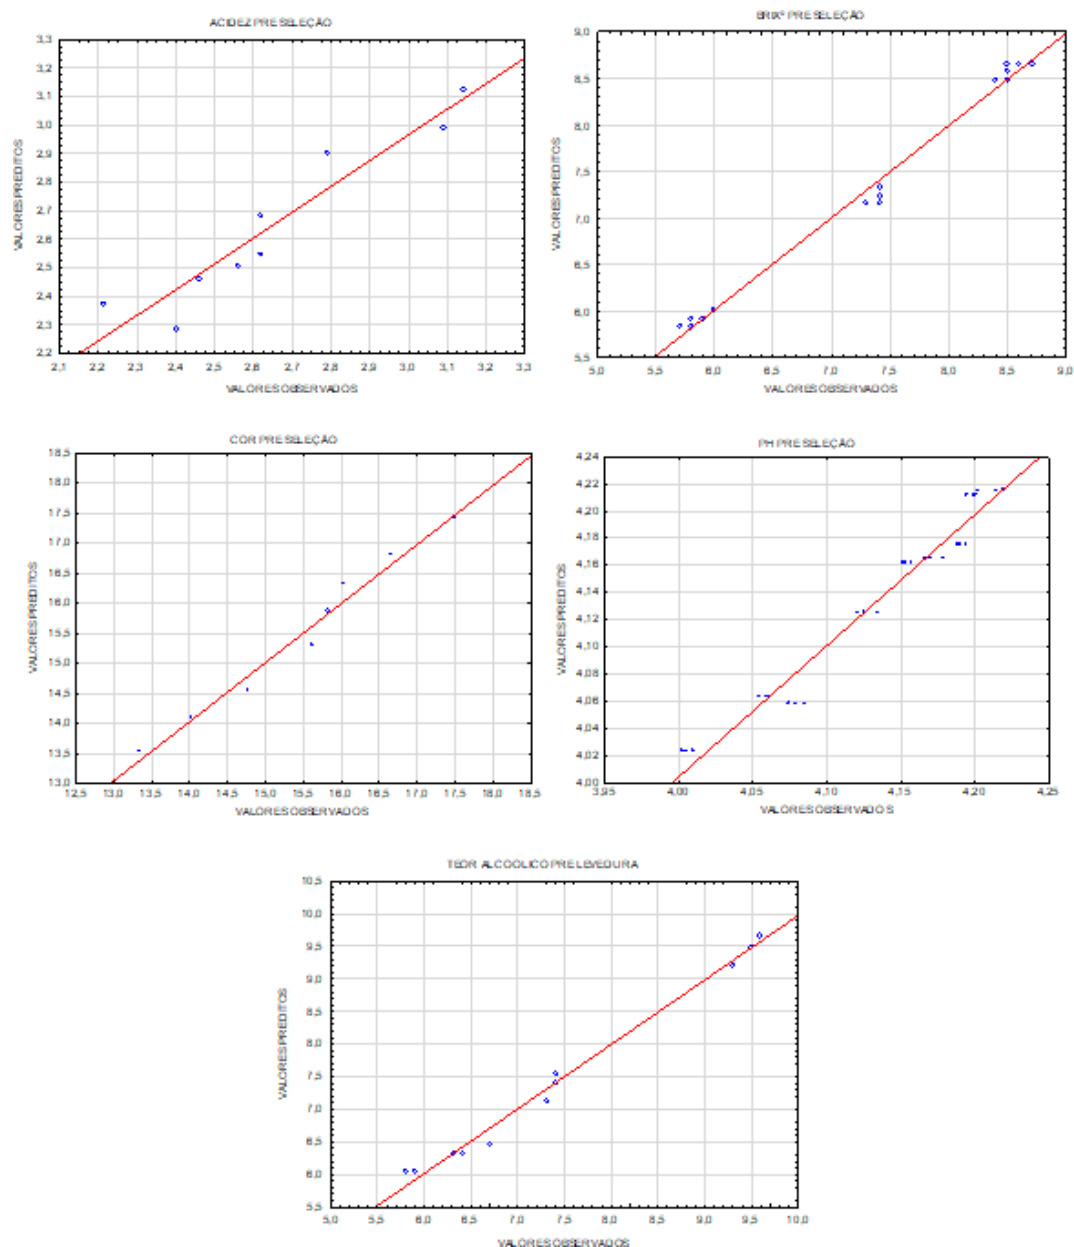 ACIDEZ PRE SELEÇÃO
3,3
3,2
3,1
3,0
2,9
2,8
2,7
2,6
2,5
2,4
2,3
2,2
VALORES PREDITOS
2,1 2,2 2,3 2,4 2,5 2,6 2,7 2,8 2,9 3,0 3,1 3,2 3,3
VALORES OBSERVADOS
BRIXº PRE SELEÇÃO
9,0
8,5
8,0
7,5
7,0
6,5
6,0
5,5
VALORES PREDITOS
5,0 5,5 6,0 6,5 7,0 7,5 8,0 8,5 9,0
VALORES OBSERVADOS
COR PRE SELEÇÃO
18,5
18,0
17,5
17,0
16,5
16,0
15,5
15,0
14,5
14,0
13,5
13,0
VALORES PREDITOS
12,5 13,0 13,5 14,0 14,5 15,0 15,5 16,0 16,5 17,0 17,5 18,0 18,5
VALORES OBSERVADOS
PH PRE SELEÇÃO
4,24
4,22
4,20
4,18
4,16
4,14
4,12
4,10
4,08
4,06
4,04
4,02
4,00
VALORES PREDITOS
3,95 4,00 4,05 4,10 4,15 4,20 4,25
VALORES OBSERVADOS
TEOR ALCOÓLICO PRE LEVEDURA
10,5
10,0
9,5
9,0
8,5
8,0
7,5
7,0
6,5
6,0
5,5
VALORES PREDITOS
5,0 5,5 6,0 6,5 7,0 7,5 8,0 8,5 9,0 9,5 10,0
VALORES OBSERVADOS